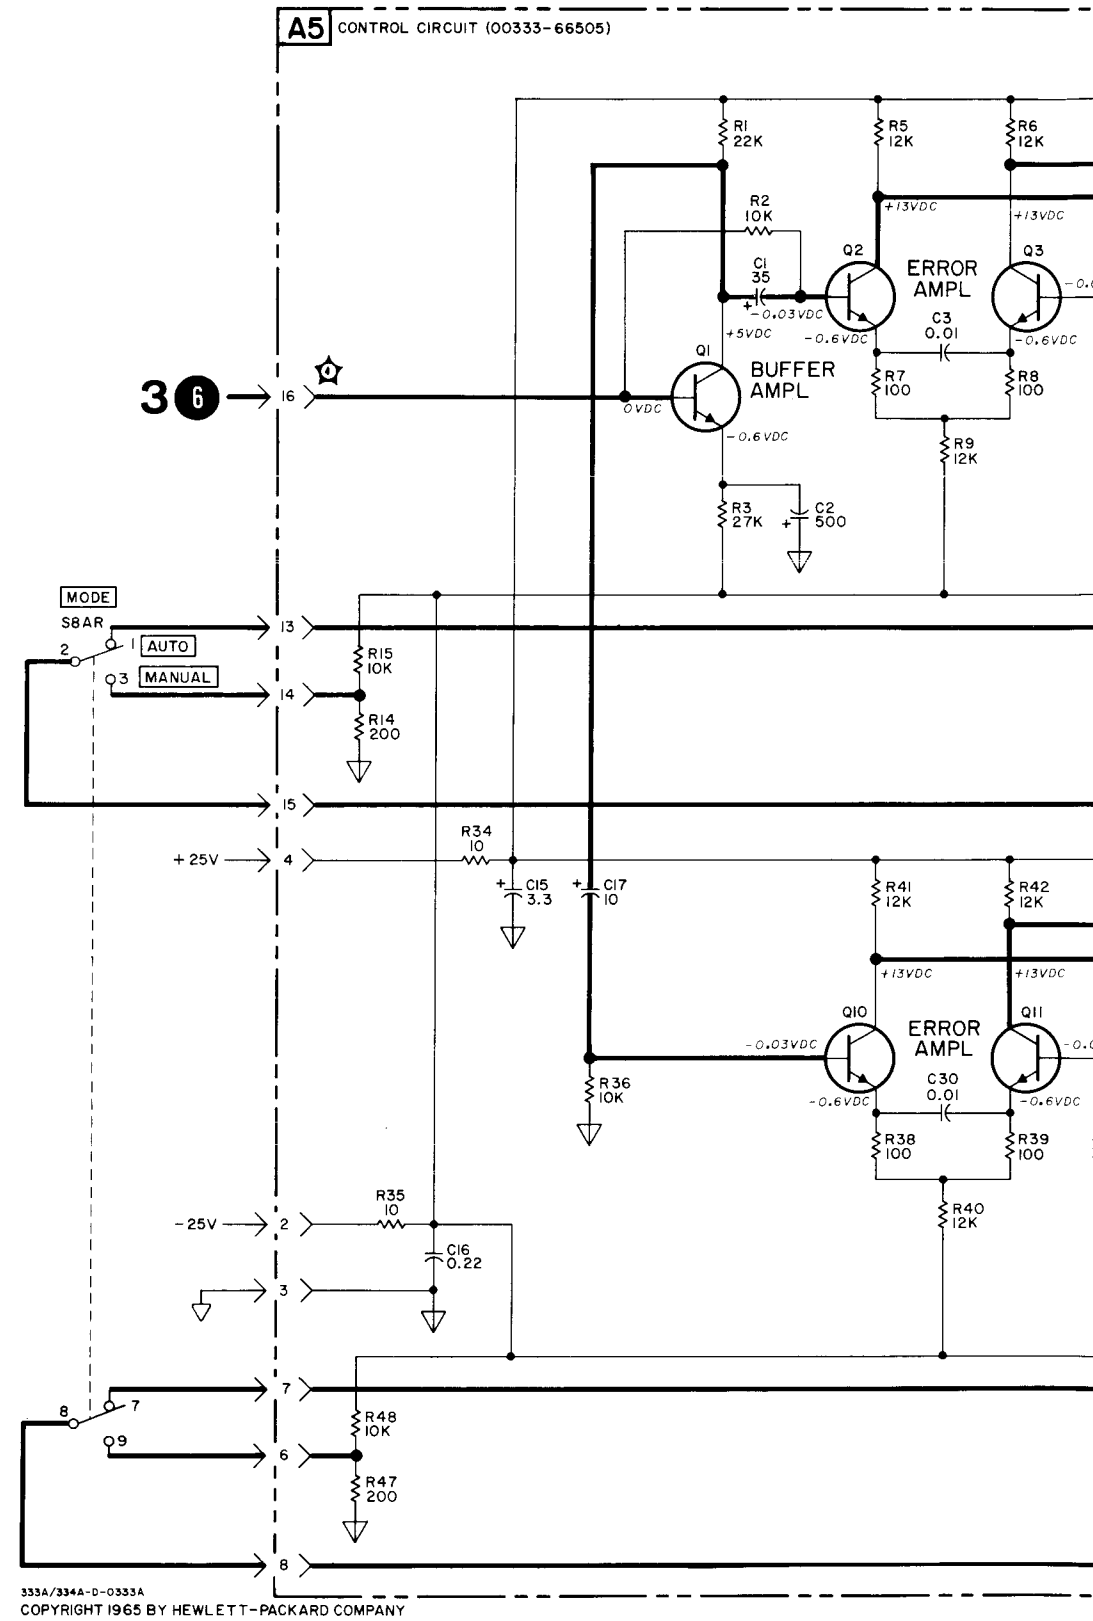 A5 CONTROL CIRCUIT (00333-66505)
R1
22K
R5
12K
R6
12K
R2
10K
+13VDC
+13VDC
Q2
ERROR
AMPL
Q3
C1
35
+
-0.03VDC
C3
0.01
+5VDC
-0.6VDC
-0.6VDC
Q1
BUFFER
AMPL
R7
100
R8
100
3 6
16
4
0VDC
-0.6VDC
R9
12K
R3
27K
+
C2
500
MODE
S8AR
13
2
1
AUTO
R15
10K
3
MANUAL
14
R14
200
15
R34
10
+25V
4
+
C15
3.3
+
C17
10
R41
12K
R42
12K
+13VDC
+13VDC
Q10
ERROR
AMPL
Q11
-0.03VDC
R36
10K
C30
0.01
-0.6VDC
-0.6VDC
R38
100
R39
100
R35
10
R40
12K
-25V
2
C16
0.22
3
7
8
7
R48
10K
9
6
R47
200
8
333A/334A-D-0333A
COPYRIGHT 1965 BY HEWLETT-PACKARD COMPANY